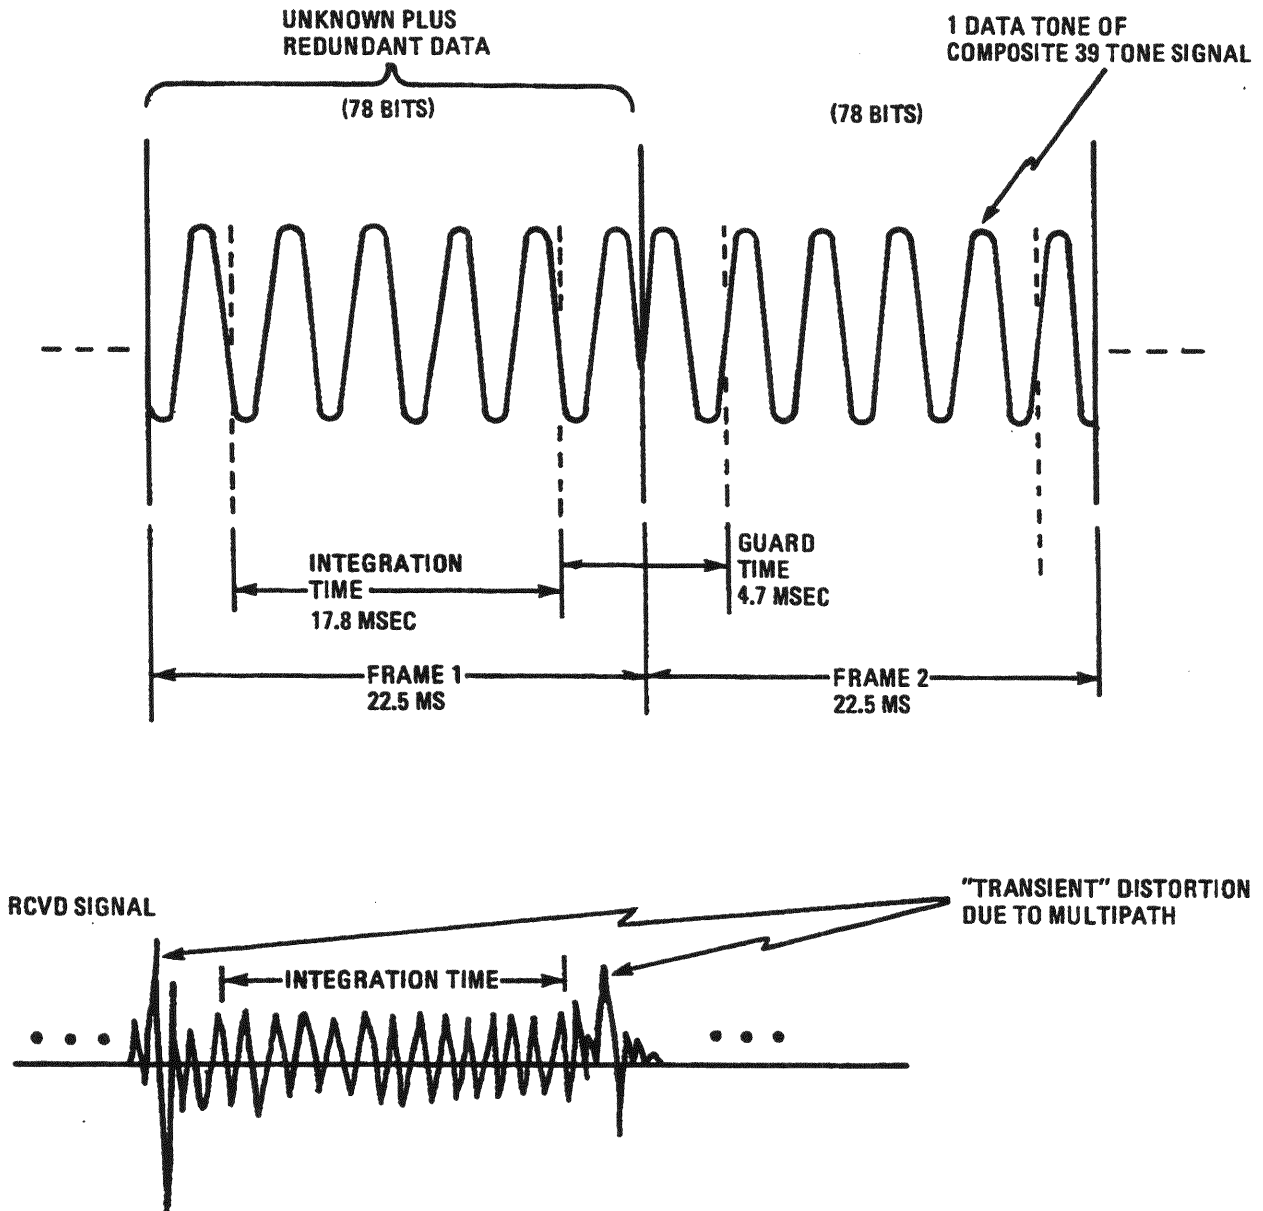 UNKNOWN PLUS
REDUNDANT DATA
(78 BITS)
1 DATA TONE OF
COMPOSITE 39 TONE SIGNAL
(78 BITS)
INTEGRATION
TIME
17.8 MSEC
GUARD
TIME
4.7 MSEC
FRAME 1
22.5 MS
FRAME 2
22.5 MS
RCVD SIGNAL
"TRANSIENT" DISTORTION
DUE TO MULTIPATH
INTEGRATION TIME